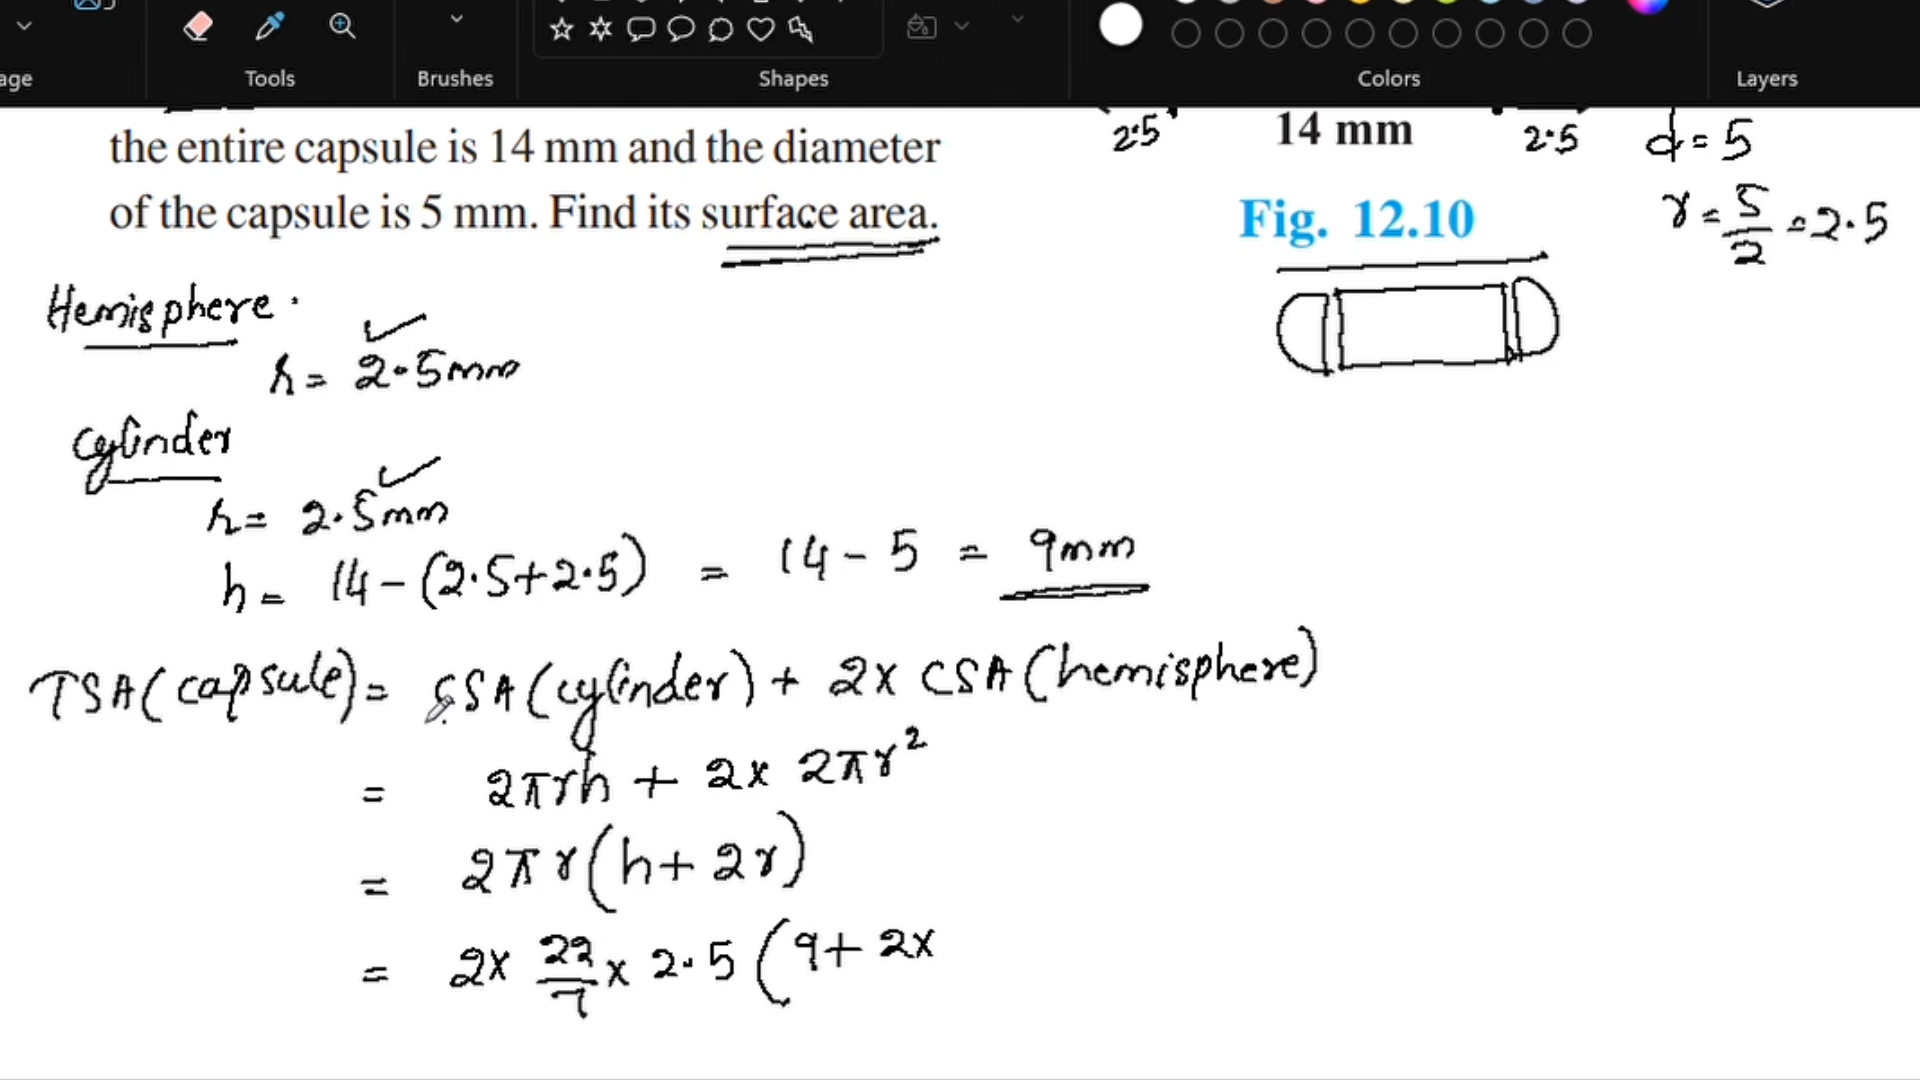 age
Tools
Brushes
Shapes
Colors
Layers
the entire capsule is 14 mm and the diameter
of the capsule is 5 mm. Find its surface area.
2.5
14 mm
2.5
d = 5
Fig. 12.10
r = 5/2 = 2.5
Hemisphere.
r = 2.5mm
Cylinder
r = 2.5mm
h = 14 - (2.5+2.5) = 14 - 5 = 9mm
TSA(capsule) = CSA(cylinder) + 2x CSA(hemisphere)
= 2πrh + 2x 2πr²
= 2πr(h + 2r)
= 2x 22/7 x 2.5 (9 + 2x